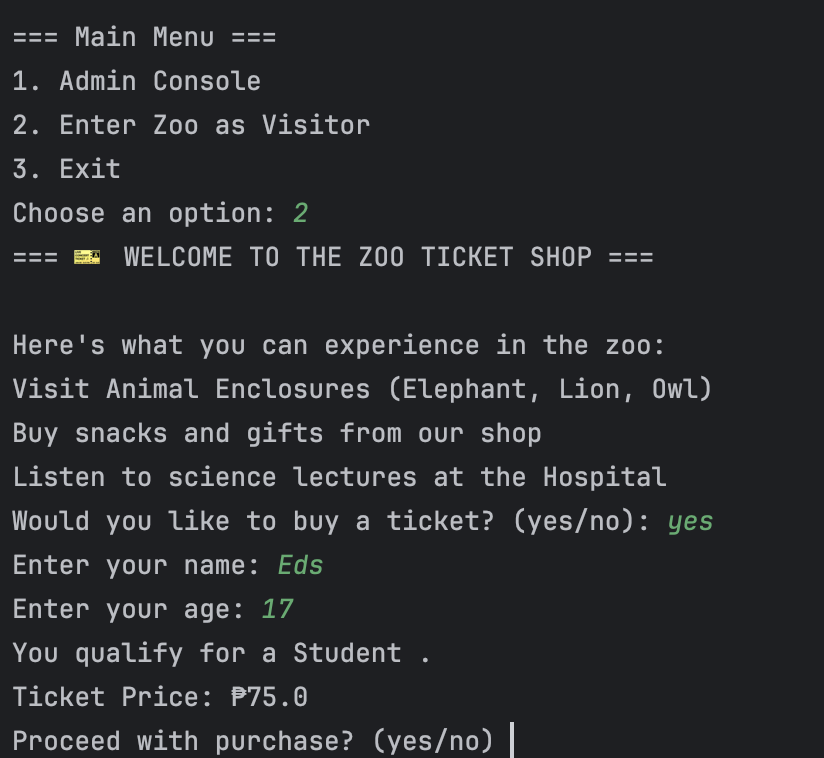 === Main Menu ===
1. Admin Console
2. Enter Zoo as Visitor
3. Exit
Choose an option: 2
=== 🎫 WELCOME TO THE ZOO TICKET SHOP ===
Here's what you can experience in the zoo:
Visit Animal Enclosures (Elephant, Lion, Owl)
Buy snacks and gifts from our shop
Listen to science lectures at the Hospital
Would you like to buy a ticket? (yes/no): yes
Enter your name: Eds
Enter your age: 17
You qualify for a Student .
Ticket Price: ₱75.0
Proceed with purchase? (yes/no)